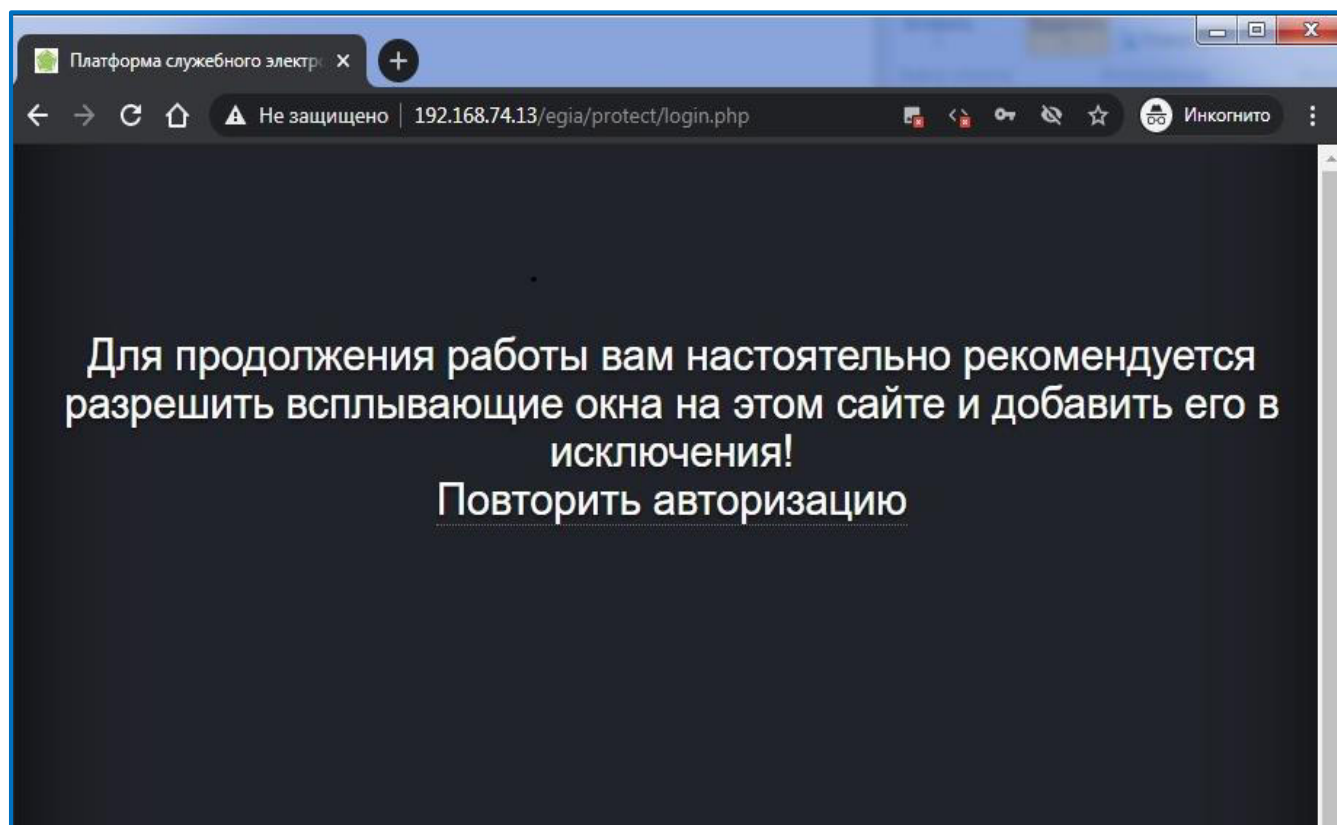 Платформа служебного электр
Не защищено 192.168.74.13/egia/protect/login.php Инкогнито
Для продолжения работы вам настоятельно рекомендуется
разрешить всплывающие окна на этом сайте и добавить его в
исключения!
Повторить авторизацию